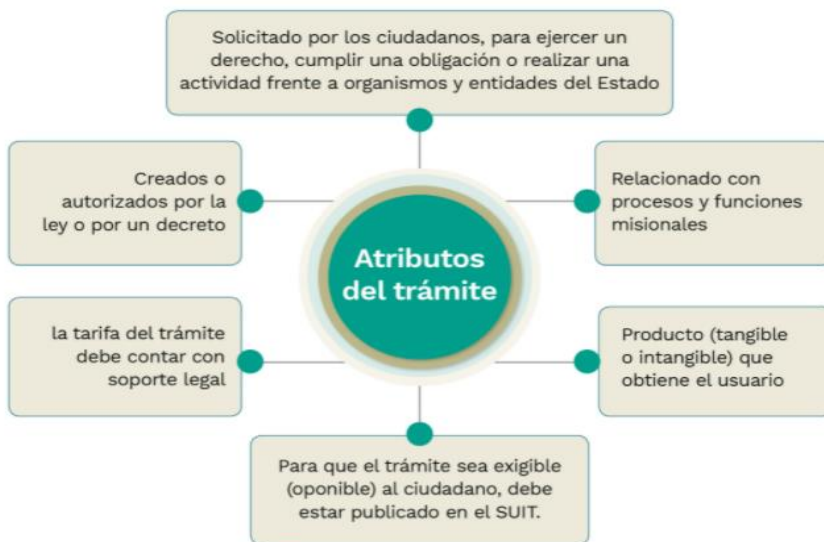 Solicitado por los ciudadanos, para ejercer un
derecho, cumplir una obligación o realizar una
actividad frente a organismos y entidades del Estado
Creados o
autorizados por la
ley o por un decreto
Relacionado con
procesos y funciones
misionales
Atributos
del trámite
la tarifa del trámite
debe contar con
soporte legal
Producto (tangible
o intangible) que
obtiene el usuario
Para que el trámite sea exigible
(oponible) al ciudadano, debe
estar publicado en el SUIT.